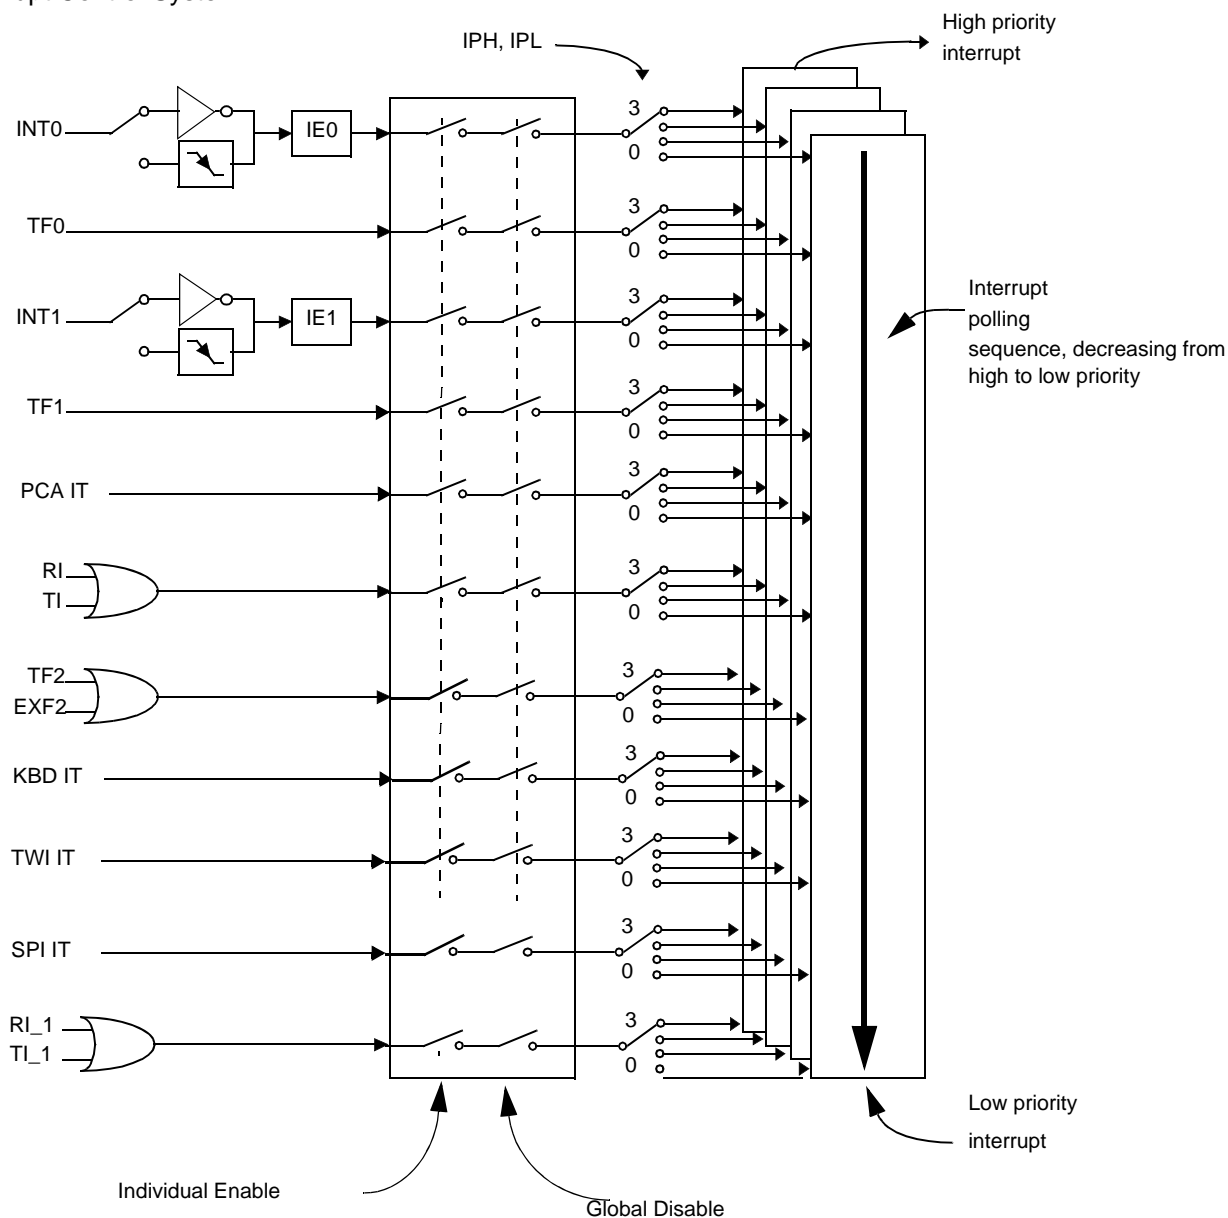 High priority
interrupt
IPH, IPL
INT0
IE0
3
0
TF0
3
0
INT1
IE1
3
0
Interrupt
polling
sequence, decreasing from
high to low priority
TF1
3
0
PCA IT
3
0
RI
TI
3
0
TF2
EXF2
3
0
KBD IT
3
0
TWI IT
3
0
SPI IT
3
0
RI_1
TI_1
3
0
Low priority
interrupt
Individual Enable
Global Disable